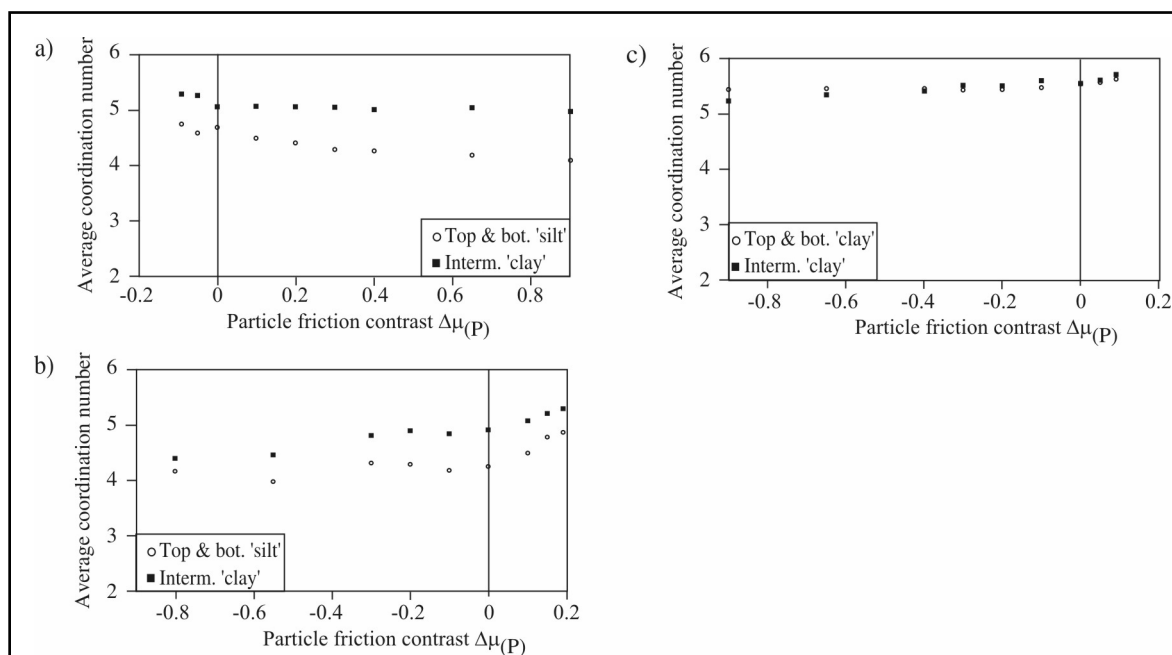 a)
Average coordination number
6
5
4
3
2
-0.2 0 0.2 0.4 0.6 0.8
Particle friction contrast Δμ(P)
Top & bot. 'silt'
Interm. 'clay'
c)
Average coordination number
6
5
4
3
2
-0.8 -0.6 -0.4 -0.2 0 0.2
Particle friction contrast Δμ(P)
Top & bot. 'clay'
Interm. 'clay'
b)
Average coordination number
6
5
4
3
2
-0.8 -0.6 -0.4 -0.2 0 0.2
Particle friction contrast Δμ(P)
Top & bot. 'silt'
Interm. 'clay'